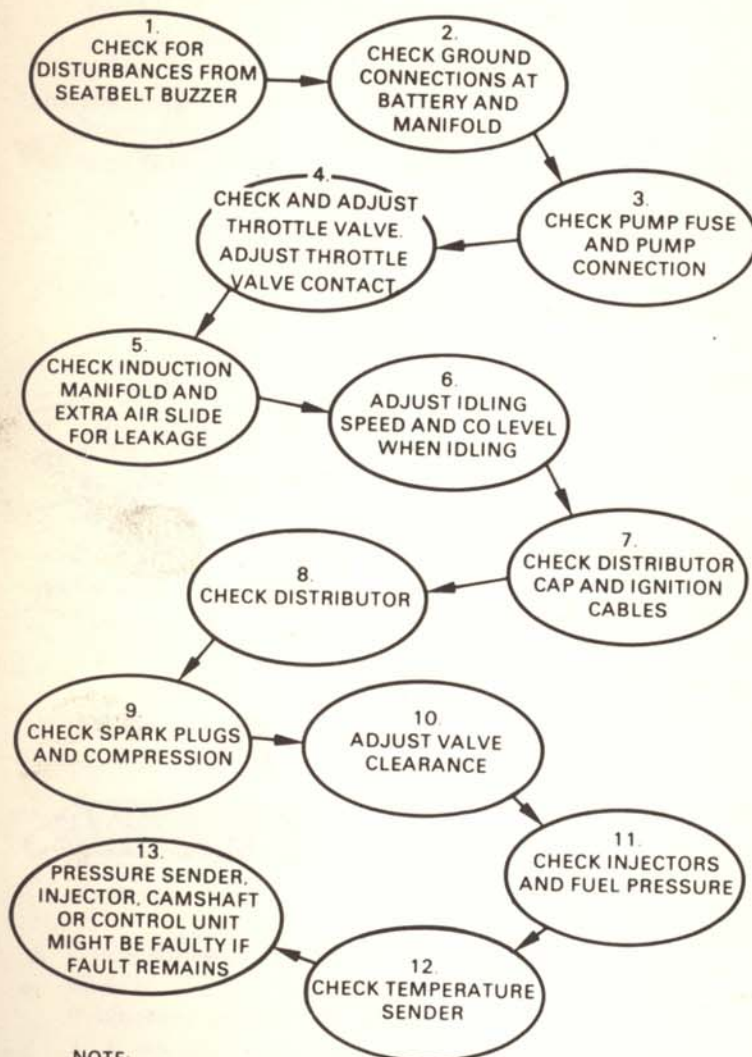 1.
CHECK FOR
DISTURBANCES FROM
SEATBELT BUZZER
2.
CHECK GROUND
CONNECTIONS AT
BATTERY AND
MANIFOLD
3.
CHECK PUMP FUSE
AND PUMP
CONNECTION
4.
CHECK AND ADJUST
THROTTLE VALVE.
ADJUST THROTTLE
VALVE CONTACT
5.
CHECK INDUCTION
MANIFOLD AND
EXTRA AIR SLIDE
FOR LEAKAGE
6.
ADJUST IDLING
SPEED AND CO LEVEL
WHEN IDLING
7.
CHECK DISTRIBUTOR
CAP AND IGNITION
CABLES
8.
CHECK DISTRIBUTOR
9.
CHECK SPARK PLUGS
AND COMPRESSION
10.
ADJUST VALVE
CLEARANCE
11.
CHECK INJECTORS
AND FUEL PRESSURE
12.
CHECK TEMPERATURE
SENDER
13.
PRESSURE SENDER,
INJECTOR, CAMSHAFT
OR CONTROL UNIT
MIGHT BE FAULTY IF
FAULT REMAINS
NOTE: